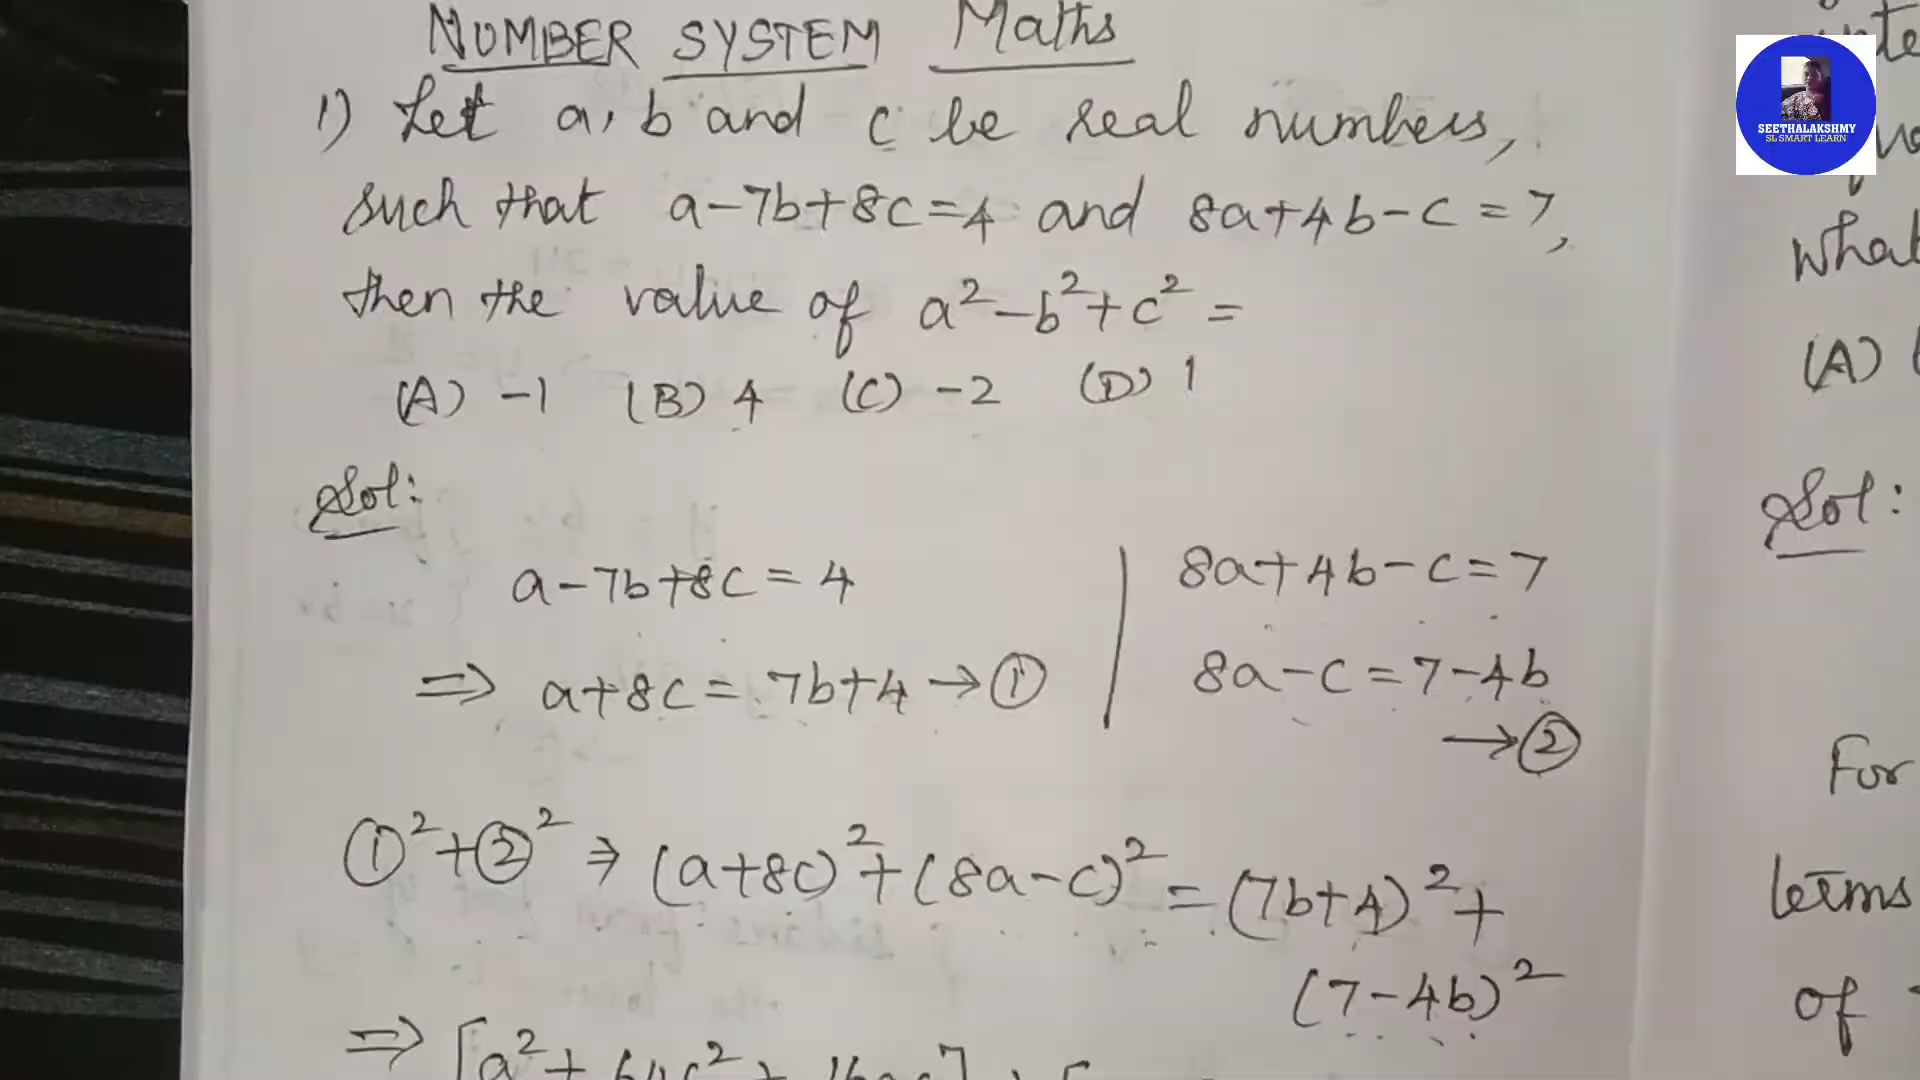 NUMBER SYSTEM Maths
1) Let a, b and c be real numbers,
such that a-7b+8c=4 and 8a+4b-c=7,
then the value of a²-b²+c² =
(A) -1 (B) 4 (C) -2 (D) 1
Sol:
a-7b+8c = 4
⇒ a+8c = 7b+4 → ①
8a+4b-c=7
8a-c=7-4b
→ ②
①²+②² ⇒ (a+8c)²+(8a-c)² = (7b+4)²+
(7-4b)²
what
(A)
Sol:
For
terms
of
SEETHALAKSHMY
SL SMART LEARN